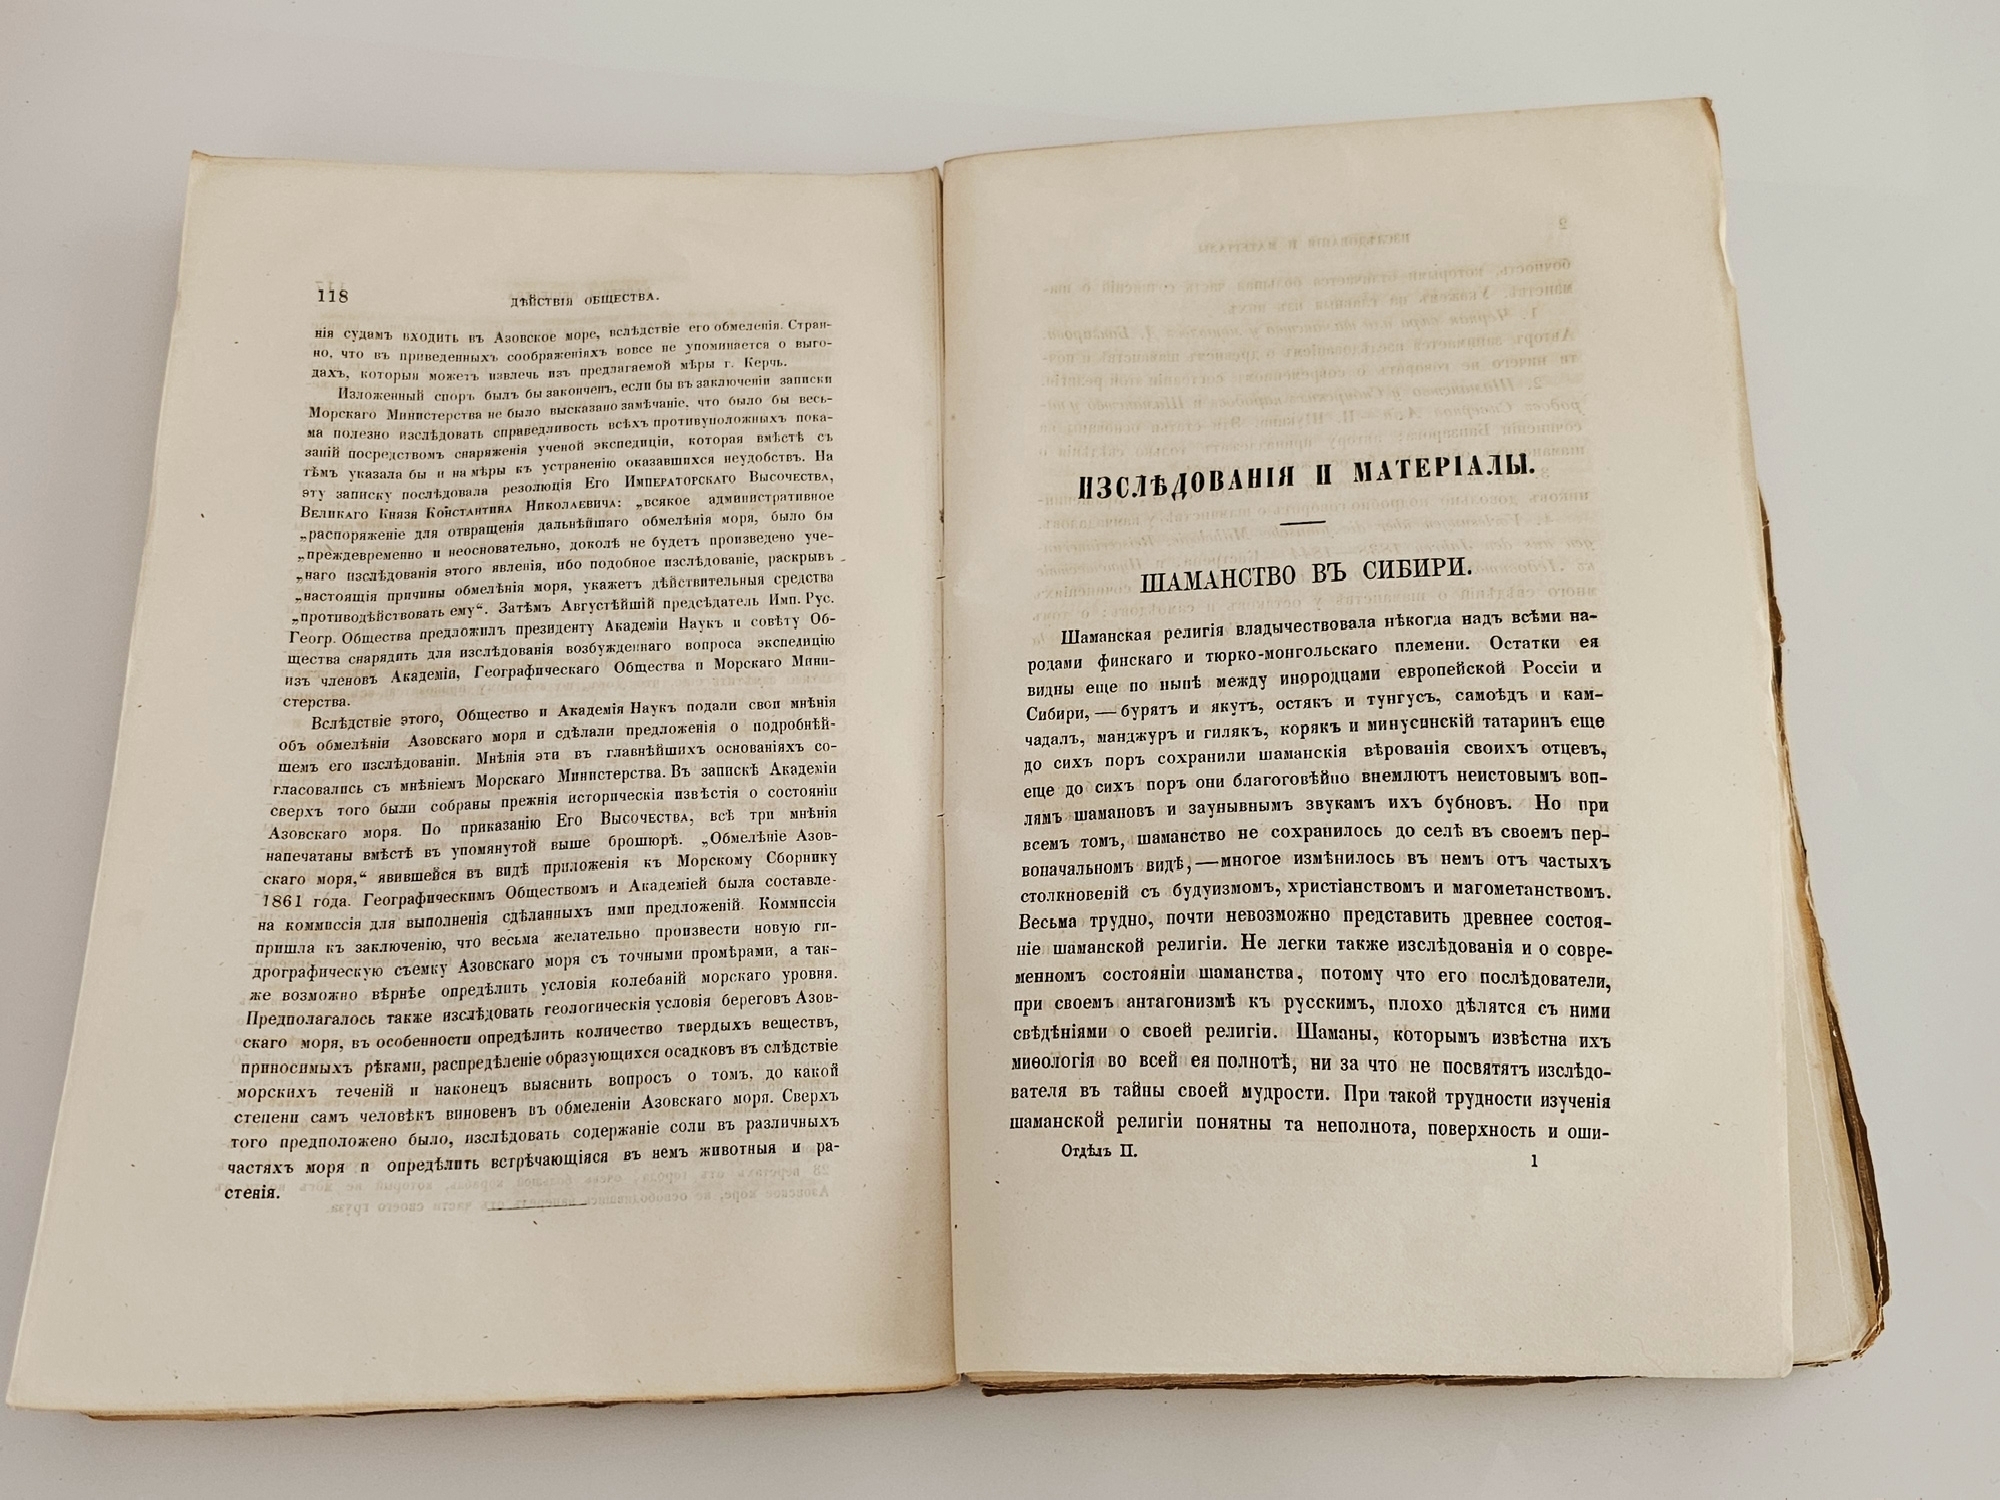 118
ДѢЙСТВІЯ ОБЩЕСТВА.
нія судамъ входить въ Азовское море, вслѣдствіе его обмеленія. Стран-
но, что въ приведенныхъ соображеніяхъ вовсе не упоминается о выго-
дахъ, которыя можетъ извлечь изъ предлагаемой мѣры г. Керчь.
Изложенный споръ былъ бы законченъ, если бы въ заключеніи записки
Морскаго Министерства не было высказано замѣчаніе, что было бы весь-
ма полезно изслѣдовать справедливость всѣхъ противуположныхъ пока-
заній посредствомъ снаряженія ученой экспедиціи, которая вмѣстѣ съ
тѣмъ указала бы и на мѣры къ устраненію оказавшихся неудобствъ. На
эту записку послѣдовала резолюція Его Императорскаго Высочества,
Великаго Князя Константина Николаевича: „всякое административное
„распоряженіе для отвращенія дальнѣйшаго обмелѣнія моря, было бы
„преждевременно и неосновательно, доколѣ не будетъ произведено уче-
„наго изслѣдованія этого явленія, ибо подобное изслѣдованіе, раскрывъ
„настоящія причины обмелѣнія моря, укажетъ дѣйствительныя средства
„противодѣйствовать ему“. Затѣмъ Августѣйшій предсѣдатель Имп. Рус.
Геогр. Общества предложилъ президенту Академіи Наукъ и совѣту Об-
щества снарядить для изслѣдованія возбужденнаго вопроса экспедицію
изъ членовъ Академіи, Географическаго Общества и Морскаго Мини-
стерства.
Вслѣдствіе этого, Общество и Академія Наукъ подали свои мнѣнія
объ обмелѣніи Азовскаго моря и сдѣлали предложенія о подробнѣй-
шемъ его изслѣдованіи. Мнѣнія эти въ главнѣйшихъ основаніяхъ со-
гласовались съ мнѣніемъ Морскаго Министерства. Въ запискѣ Академіи
сверхъ того были собраны прежнія историческія извѣстія о состояніи
Азовскаго моря. По приказанію Его Высочества, всѣ три мнѣнія
напечатаны вмѣстѣ въ упомянутой выше брошюрѣ. „Обмелѣніе Азов-
скаго моря,“ явившейся въ видѣ приложенія къ Морскому Сборнику
1861 года. Географическимъ Обществомъ и Академіей была составле-
на коммиссія для выполненія сдѣланныхъ ими предложеній. Коммиссія
пришла къ заключенію, что весьма желательно произвести новую ги-
дрографическую съемку Азовскаго моря съ точными промѣрами, а так-
же возможно вѣрнѣе опредѣлить условія колебаній морскаго уровня.
Предполагалось также изслѣдовать геологическія условія береговъ Азов-
скаго моря, въ особенности опредѣлить количество твердыхъ веществъ,
приносимыхъ рѣками, распредѣленіе образующихся осадковъ въ слѣдствіе
морскихъ теченій и наконецъ выяснить вопросъ о томъ, до какой
степени самъ человѣкъ виновенъ въ обмеленіи Азовскаго моря. Сверхъ
того предположено было, изслѣдовать содержаніе соли въ различныхъ
частяхъ моря и опредѣлить встрѣчающіяся въ немъ животныя и ра-
стенія.
ИЗСЛѢДОВАНІЯ И МАТЕРІАЛЫ.
ШАМАНСТВО ВЪ СИБИРИ.
Шаманская религія владычествовала нѣкогда надъ всѣми на-
родами финскаго и тюрко-монгольскаго племени. Остатки ея
видны еще по нынѣ между инородцами европейской Россіи и
Сибири, — бурятъ и якутъ, остякъ и тунгусъ, самоѣдъ и кам-
чадалъ, манджуръ и гилякъ, корякъ и минусинскій татаринъ еще
до сихъ поръ сохранили шаманскія вѣрованія своихъ отцевъ,
еще до сихъ поръ они благоговѣйно внемлютъ неистовымъ воп-
лямъ шамановъ и заунывнымъ звукамъ ихъ бубновъ. Но при
всемъ томъ, шаманство не сохранилось до селѣ въ своемъ пер-
воначальномъ видѣ, — многое измѣнилось въ немъ отъ частыхъ
столкновеній съ будуизмомъ, христіанствомъ и магометанствомъ.
Весьма трудно, почти невозможно представить древнее состоя-
ніе шаманской религіи. Не легки также изслѣдованія и о совре-
менномъ состояніи шаманства, потому что его послѣдователи,
при своемъ антагонизмѣ къ русскимъ, плохо дѣлятся съ ними
свѣдѣніями о своей религіи. Шаманы, которымъ извѣстна ихъ
миѳологія во всей ея полнотѣ, ни за что не посвятятъ изслѣдо-
вателя въ тайны своей мудрости. При такой трудности изученія
шаманской религіи понятны та неполнота, поверхность и оши-
Отдѣлъ II.
1